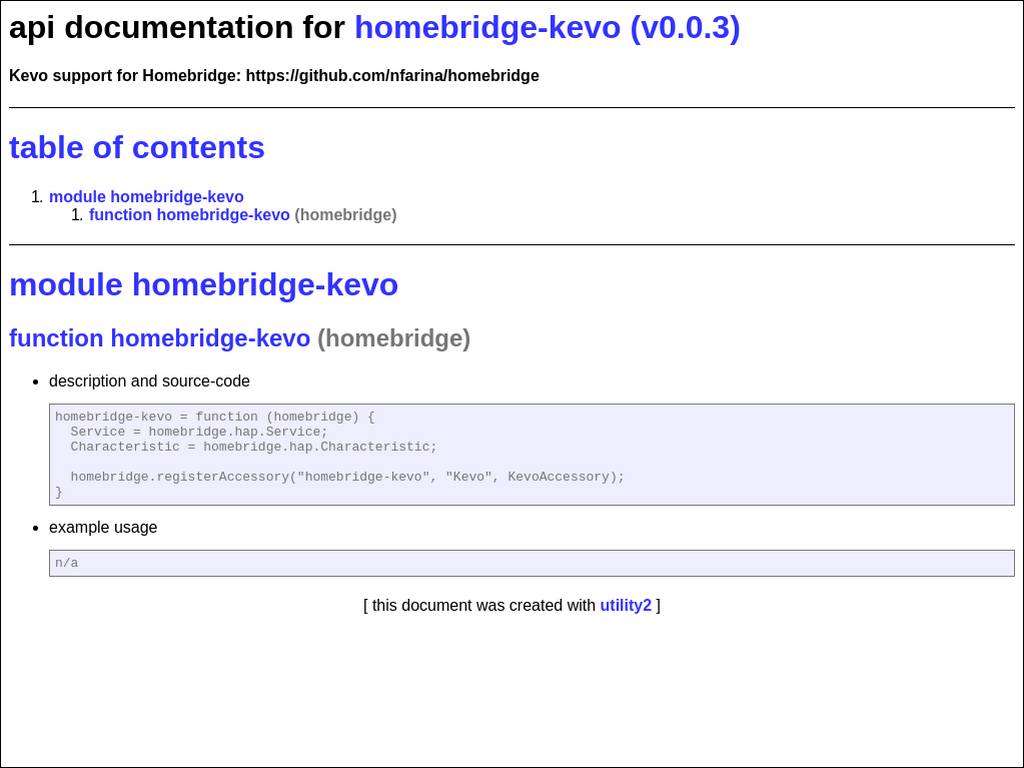 api documentation for homebridge-kevo (v0.0.3)
Kevo support for Homebridge: https://github.com/nfarina/homebridge
table of contents
1. module homebridge-kevo
1. function homebridge-kevo (homebridge)
module homebridge-kevo
function homebridge-kevo (homebridge)
• description and source-code
homebridge-kevo = function (homebridge) {
  Service = homebridge.hap.Service;
  Characteristic = homebridge.hap.Characteristic;
  homebridge.registerAccessory("homebridge-kevo", "Kevo", KevoAccessory);
}
• example usage
n/a
[ this document was created with utility2 ]